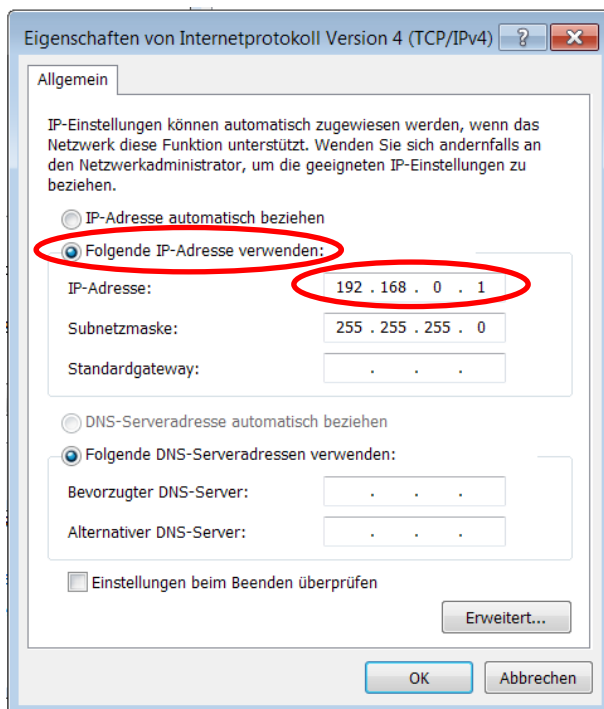 Eigenschaften von Internetprotokoll Version 4 (TCP/IPv4)
Allgemein
IP-Einstellungen können automatisch zugewiesen werden, wenn das
Netzwerk diese Funktion unterstützt. Wenden Sie sich andernfalls an
den Netzwerkadministrator, um die geeigneten IP-Einstellungen zu
beziehen.
IP-Adresse automatisch beziehen
Folgende IP-Adresse verwenden:
IP-Adresse: 192 . 168 . 0 . 1
Subnetzmaske: 255 . 255 . 255 . 0
Standardgateway: . . .
DNS-Serveradresse automatisch beziehen
Folgende DNS-Serveradressen verwenden:
Bevorzugter DNS-Server: . . .
Alternativer DNS-Server: . . .
Einstellungen beim Beenden überprüfen
Erweitert...
OK Abbrechen